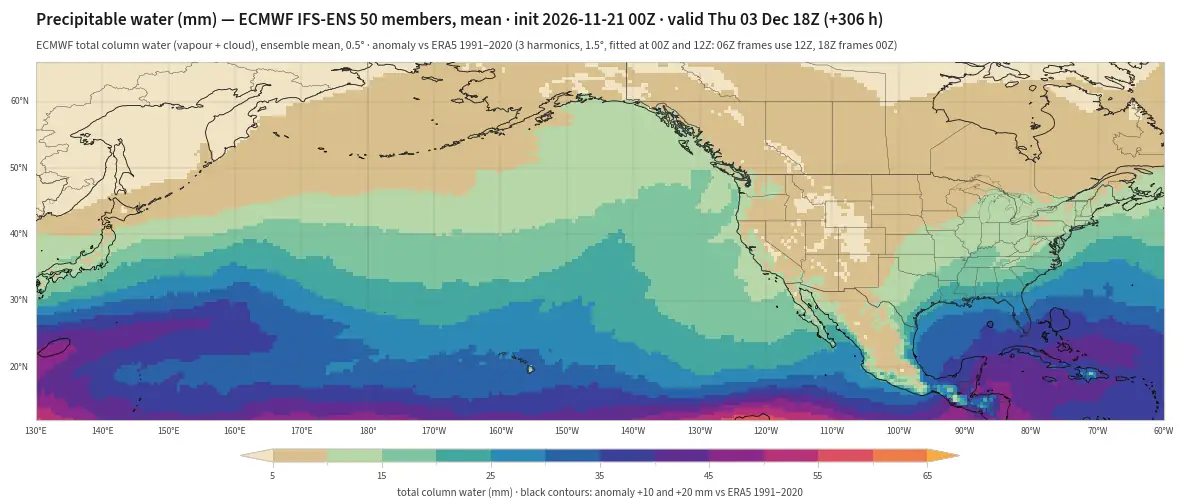 Precipitable water (mm) — ECMWF IFS-ENS 50 members, mean · init 2026-11-21 00Z · valid Thu 03 Dec 18Z (+306 h)
ECMWF total column water (vapour + cloud), ensemble mean, 0.5° · anomaly vs ERA5 1991–2020 (3 harmonics, 1.5°, fitted at 00Z and 12Z: 06Z frames use 12Z, 18Z frames 00Z)
60°N
50°N
40°N
30°N
20°N
130°E 140°E 150°E 160°E 170°E 180° 170°W 160°W 150°W 140°W 130°W 120°W 110°W 100°W 90°W 80°W 70°W 60°W
5 15 25 35 45 55 65
total column water (mm) · black contours: anomaly +10 and +20 mm vs ERA5 1991–2020